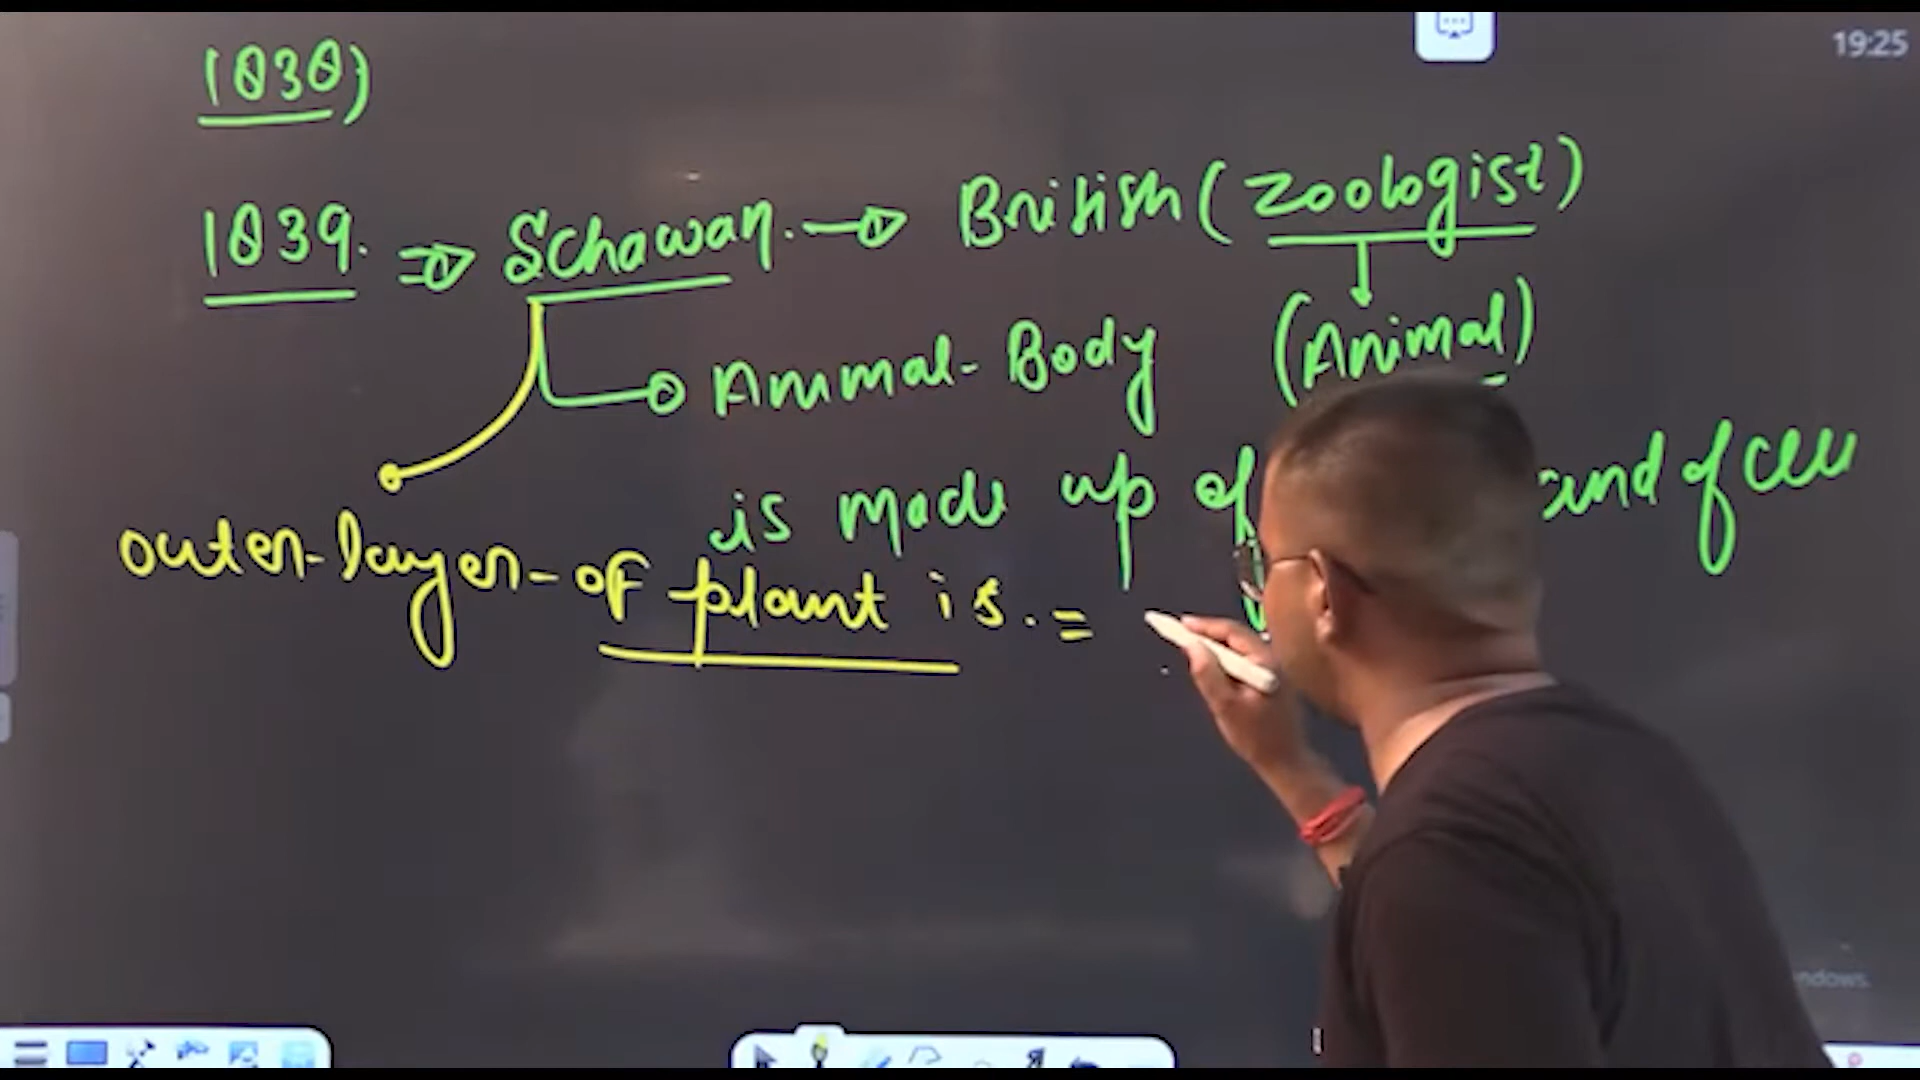 1838)
19:25
1839. ⇒ Schawan. → British (Zoologist)
Animal-Body (Animal)
is made up of and of cell
outer-layer-of plant is. =
ndows.